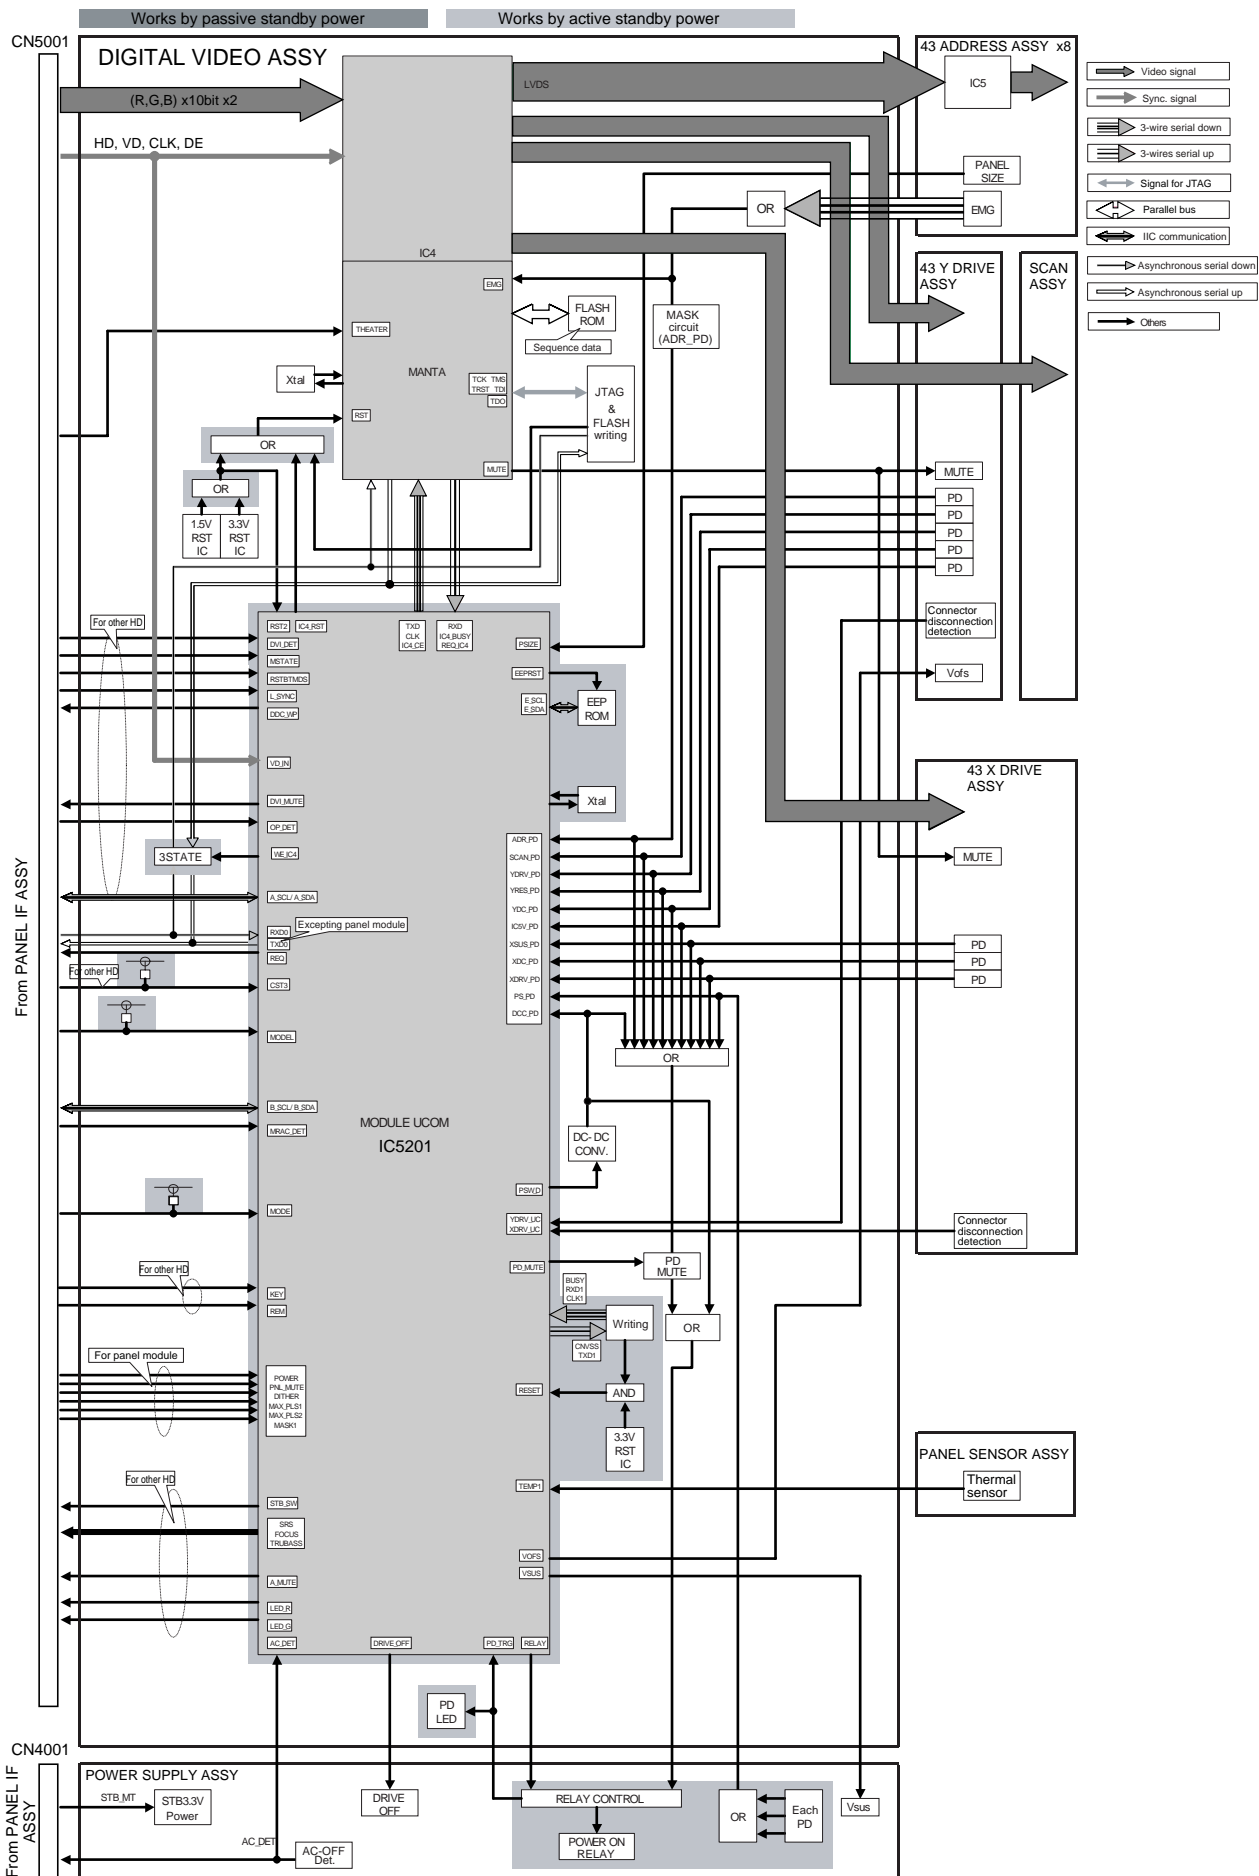 Works by passive standby power
Works by active standby power
CN5001
DIGITAL VIDEO ASSY
(R,G,B) x10bit x2
HD, VD, CLK, DE
LVDS
IC4
43 ADDRESS ASSY x8
IC5
PANEL
SIZE
EMG
OR
Video signal
Sync. signal
3-wire serial down
3-wires serial up
Signal for JTAG
Parallel bus
IIC communication
Asynchronous serial down
Asynchronous serial up
Others
43 Y DRIVE
ASSY
SCAN
ASSY
EMG
FLASH
ROM
Sequence data
MASK
circuit
(ADR_PD)
THEATER
MANTA
Xtal
TCK TMS
TRST TDI
TDO
JTAG
&
FLASH
writing
RST
OR
MUTE
OR
1.5V
RST
IC
3.3V
RST
IC
MUTE
PD
PD
PD
PD
PD
Connector
disconnection
detection
Vofs
For other HD
RST2
IC4_RST
TXD
CLK
IC4_CE
RXD
IC4_BUSY
REQ_IC4
PSIZE
DVI_DET
MSTATE
RSTBTMDS
L_SYNC
DDC_WP
EEPRST
E_SCL
E_SDA
EEP
ROM
VD_IN
DVI_MUTE
OP_DET
Xtal
3STATE
WE_IC4
A_SCL/ A_SDA
RXD0
TXD0
REQ
Excepting panel module
For other HD
CST3
MODEL
ADR_PD
SCAN_PD
YDRV_PD
YRES_PD
YDC_PD
IC5V_PD
XSUS_PD
XDC_PD
XDRV_PD
PS_PD
DCC_PD
43 X DRIVE
ASSY
MUTE
PD
PD
PD
OR
From PANEL IF ASSY
B_SCL/ B_SDA
MRAC_DET
MODULE UCOM
IC5201
DC- DC
CONV.
PSW_D
MODE
YDRV_UC
XDRV_UC
Connector
disconnection
detection
For other HD
KEY
REM
PD_MUTE
PD
MUTE
BUSY
RXD1
CLK1
Writing
CNVSS
TXD1
OR
For panel module
POWER
PNL_MUTE
DITHER
MAX_PLS1
MAX_PLS2
MASK1
RESET
AND
3.3V
RST
IC
PANEL SENSOR ASSY
Thermal
sensor
TEMP1
For other HD
STB_SW
SRS
FOCUS
TRUBASS
VOFS
VSUS
A_MUTE
LED_R
LED_G
AC_DET
DRIVE_OFF
PD_TRG
RELAY
PD
LED
CN4001
From PANEL IF
ASSY
POWER SUPPLY ASSY
STB_MT
STB3.3V
Power
AC_DET
AC-OFF
Det.
DRIVE
OFF
RELAY CONTROL
POWER ON
RELAY
OR
Each
PD
Vsus